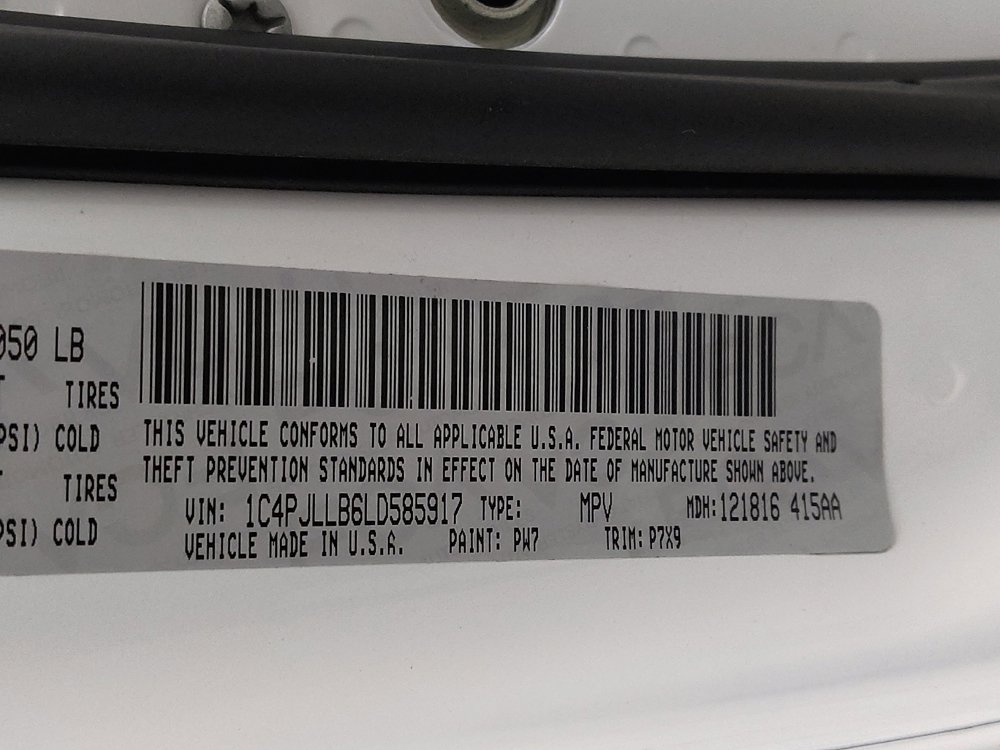 050 LB
TIRES
PSI) COLD
THIS VEHICLE CONFORMS TO ALL APPLICABLE U.S.A. FEDERAL MOTOR VEHICLE SAFETY AND
THEFT PREVENTION STANDARDS IN EFFECT ON THE DATE OF MANUFACTURE SHOWN ABOVE.
TIRES
VIN: 1C4PJLLB6LD585917 TYPE: MPV MDH: 121816 415AA
PSI) COLD
VEHICLE MADE IN U.S.A. PAINT: PW7 TRIM: P7X9